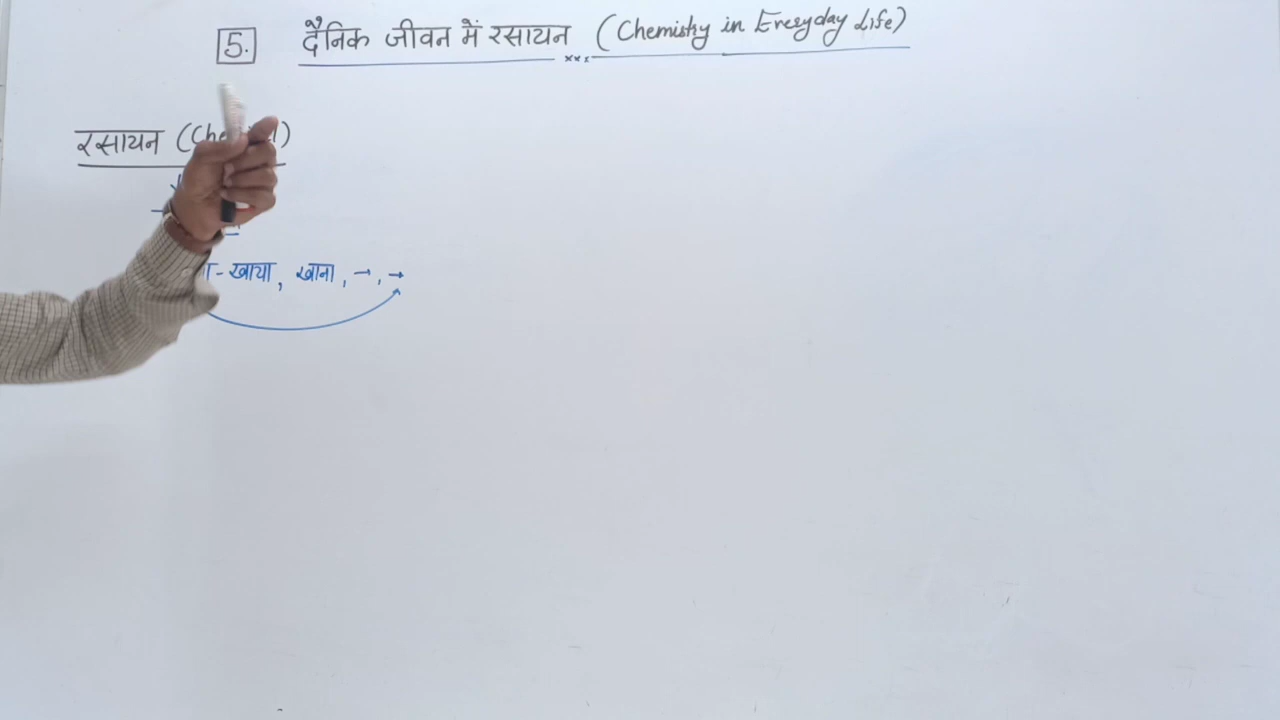 5. दैनिक जीवन में रसायन (Chemistry in Everyday Life)
रसायन
- खाया, खाना, →, →